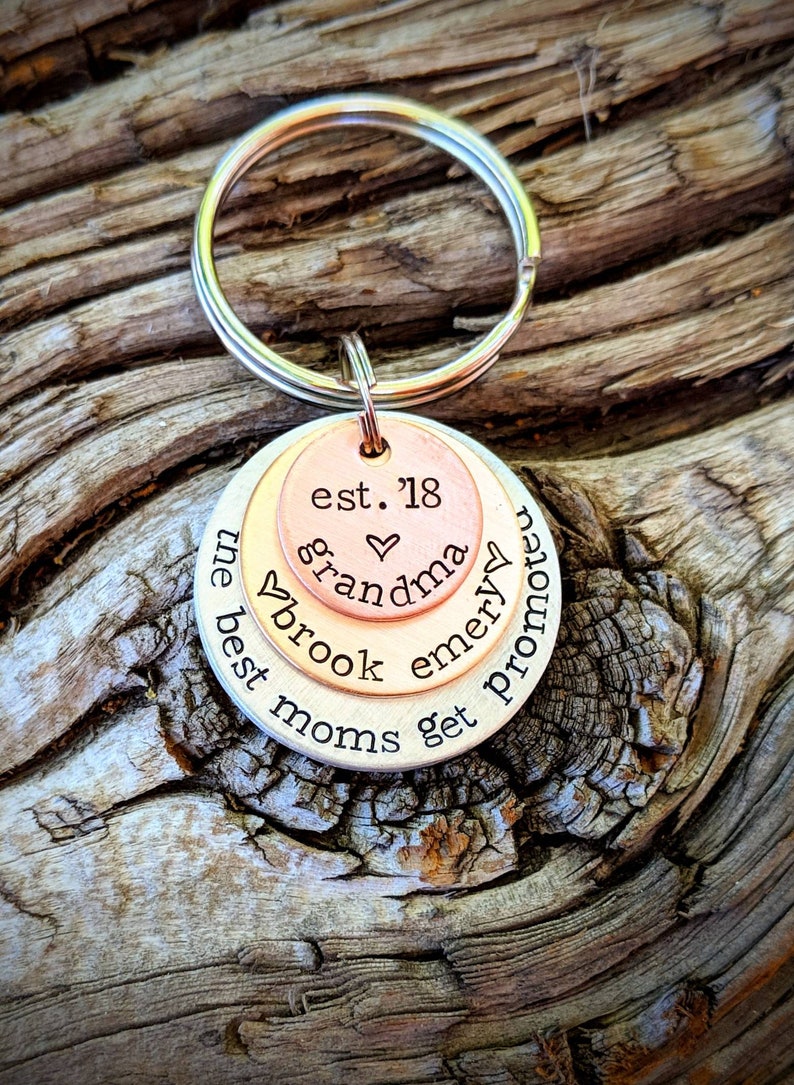 est. '18
grandma
brook emery
the best moms get promoted